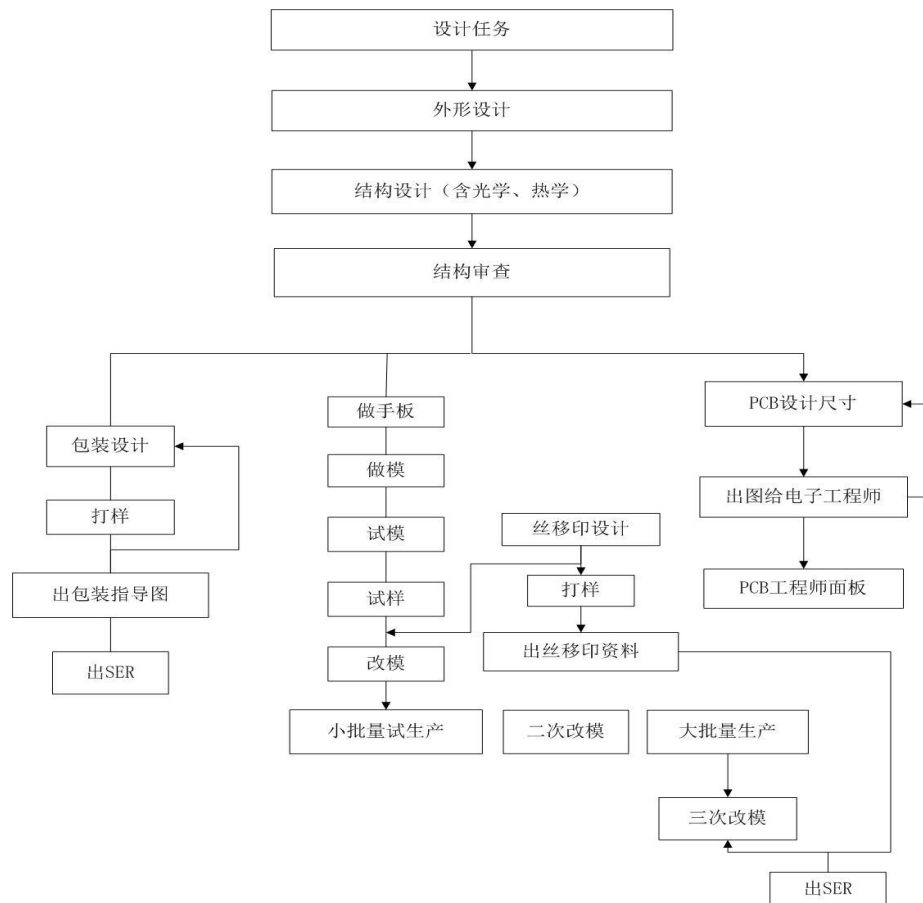 设计任务
外形设计
结构设计（含光学、热学）
结构审查
包装设计
打样
出包装指导图
出SER
做手板
做模
试模
试样
改模
小批量试生产
丝移印设计
打样
出丝移印资料
二次改模
大批量生产
三次改模
出SER
PCB设计尺寸
出图给电子工程师
PCB工程师面板